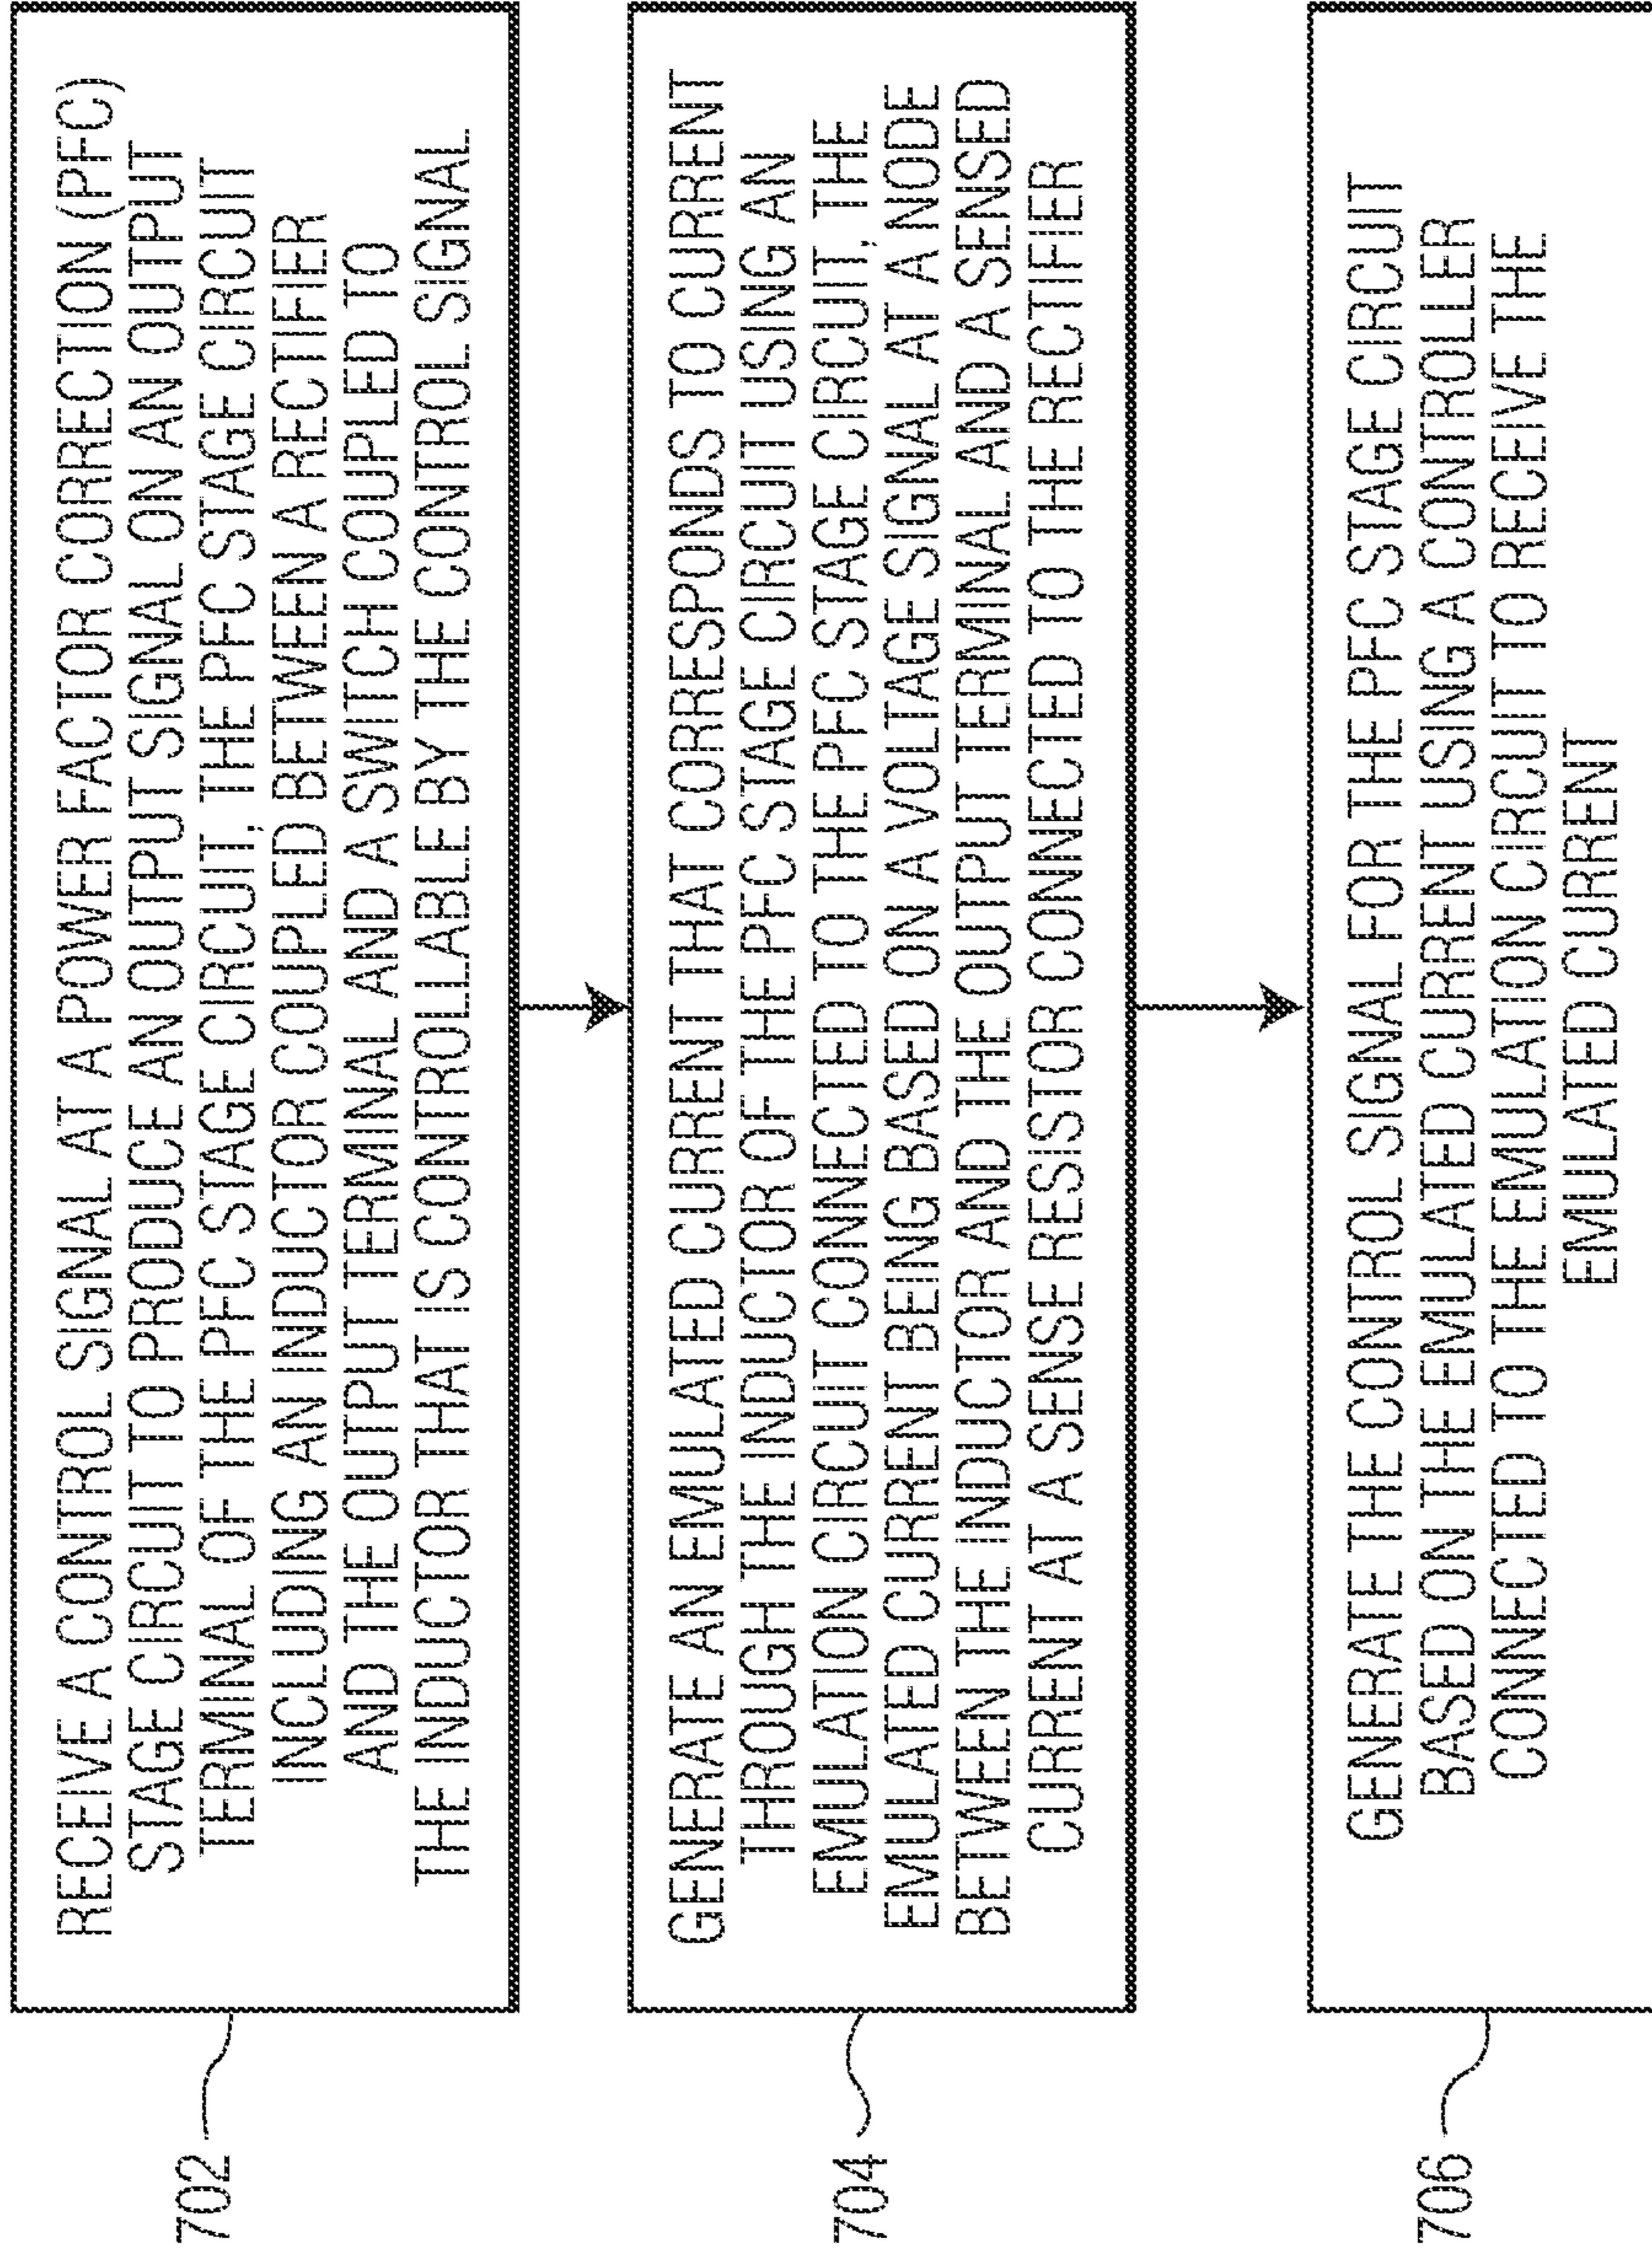 702
RECEIVE A CONTROL SIGNAL AT A POWER FACTOR CORRECTION (PFC)
STAGE CIRCUIT TO PRODUCE AN OUTPUT SIGNAL ON AN OUTPUT
TERMINAL OF THE PFC STAGE CIRCUIT, THE PFC STAGE CIRCUIT
INCLUDING AN INDUCTOR COUPLED BETWEEN A RECTIFIER
AND THE OUTPUT TERMINAL AND A SWITCH COUPLED TO
THE INDUCTOR THAT IS CONTROLLABLE BY THE CONTROL SIGNAL
704
GENERATE AN EMULATED CURRENT THAT CORRESPONDS TO CURRENT
THROUGH THE INDUCTOR OF THE PFC STAGE CIRCUIT USING AN
EMULATION CIRCUIT CONNECTED TO THE PFC STAGE CIRCUIT, THE
EMULATED CURRENT BEING BASED ON A VOLTAGE SIGNAL AT A NODE
BETWEEN THE INDUCTOR AND THE OUTPUT TERMINAL AND A SENSED
CURRENT AT A SENSE RESISTOR CONNECTED TO THE RECTIFIER
706
GENERATE THE CONTROL SIGNAL FOR THE PFC STAGE CIRCUIT
BASED ON THE EMULATED CURRENT USING A CONTROLLER
CONNECTED TO THE EMULATION CIRCUIT TO RECEIVE THE
EMULATED CURRENT